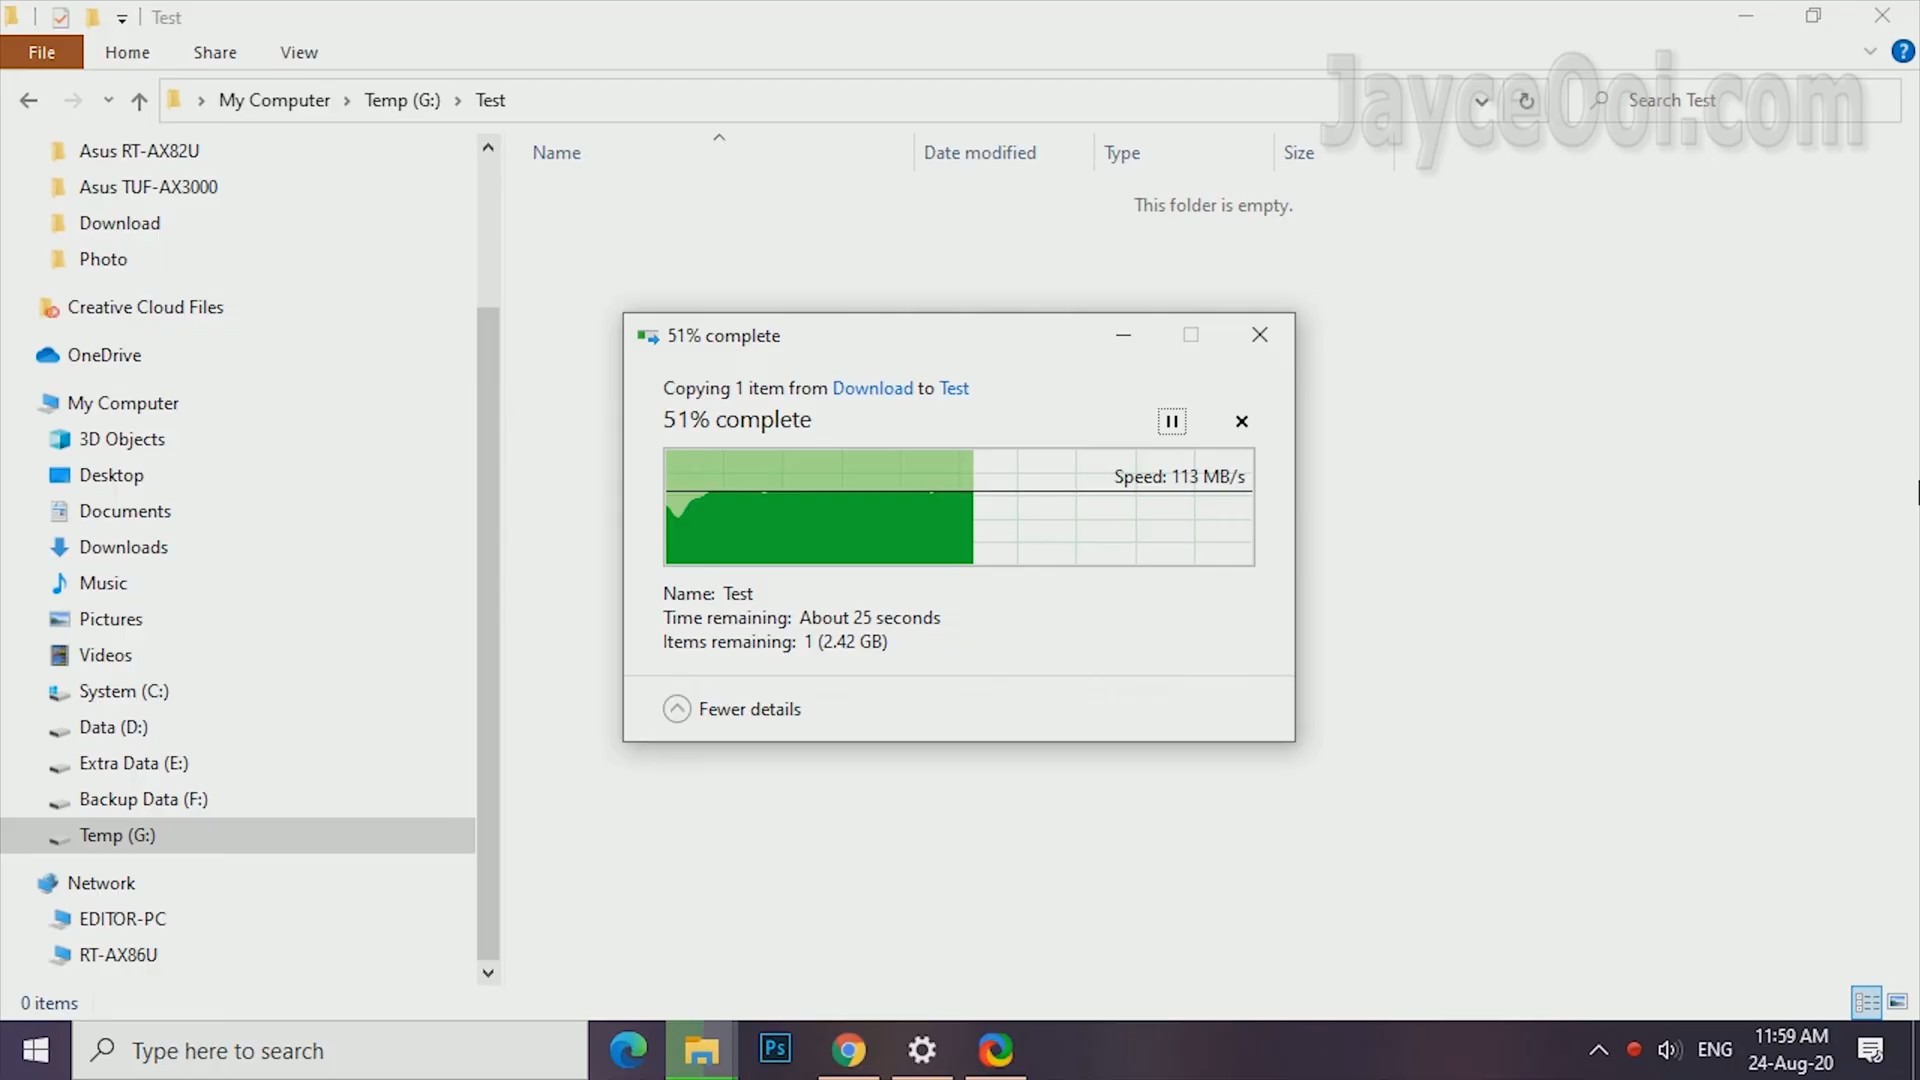 Test
File
Home
Share
View
JayceOoi.com
My Computer
Temp (G:)
Test
Search Test
Asus RT-AX82U
Asus TUF-AX3000
Download
Photo
Creative Cloud Files
OneDrive
My Computer
3D Objects
Desktop
Documents
Downloads
Music
Pictures
Videos
System (C:)
Data (D:)
Extra Data (E:)
Backup Data (F:)
Temp (G:)
Network
EDITOR-PC
RT-AX86U
0 items
Name
Date modified
Type
Size
This folder is empty.
51% complete
Copying 1 item from Download to Test
51% complete
Speed: 113 MB/s
Name: Test
Time remaining: About 25 seconds
Items remaining: 1 (2.42 GB)
Fewer details
Type here to search
Ps
ENG
11:59 AM
24-Aug-20